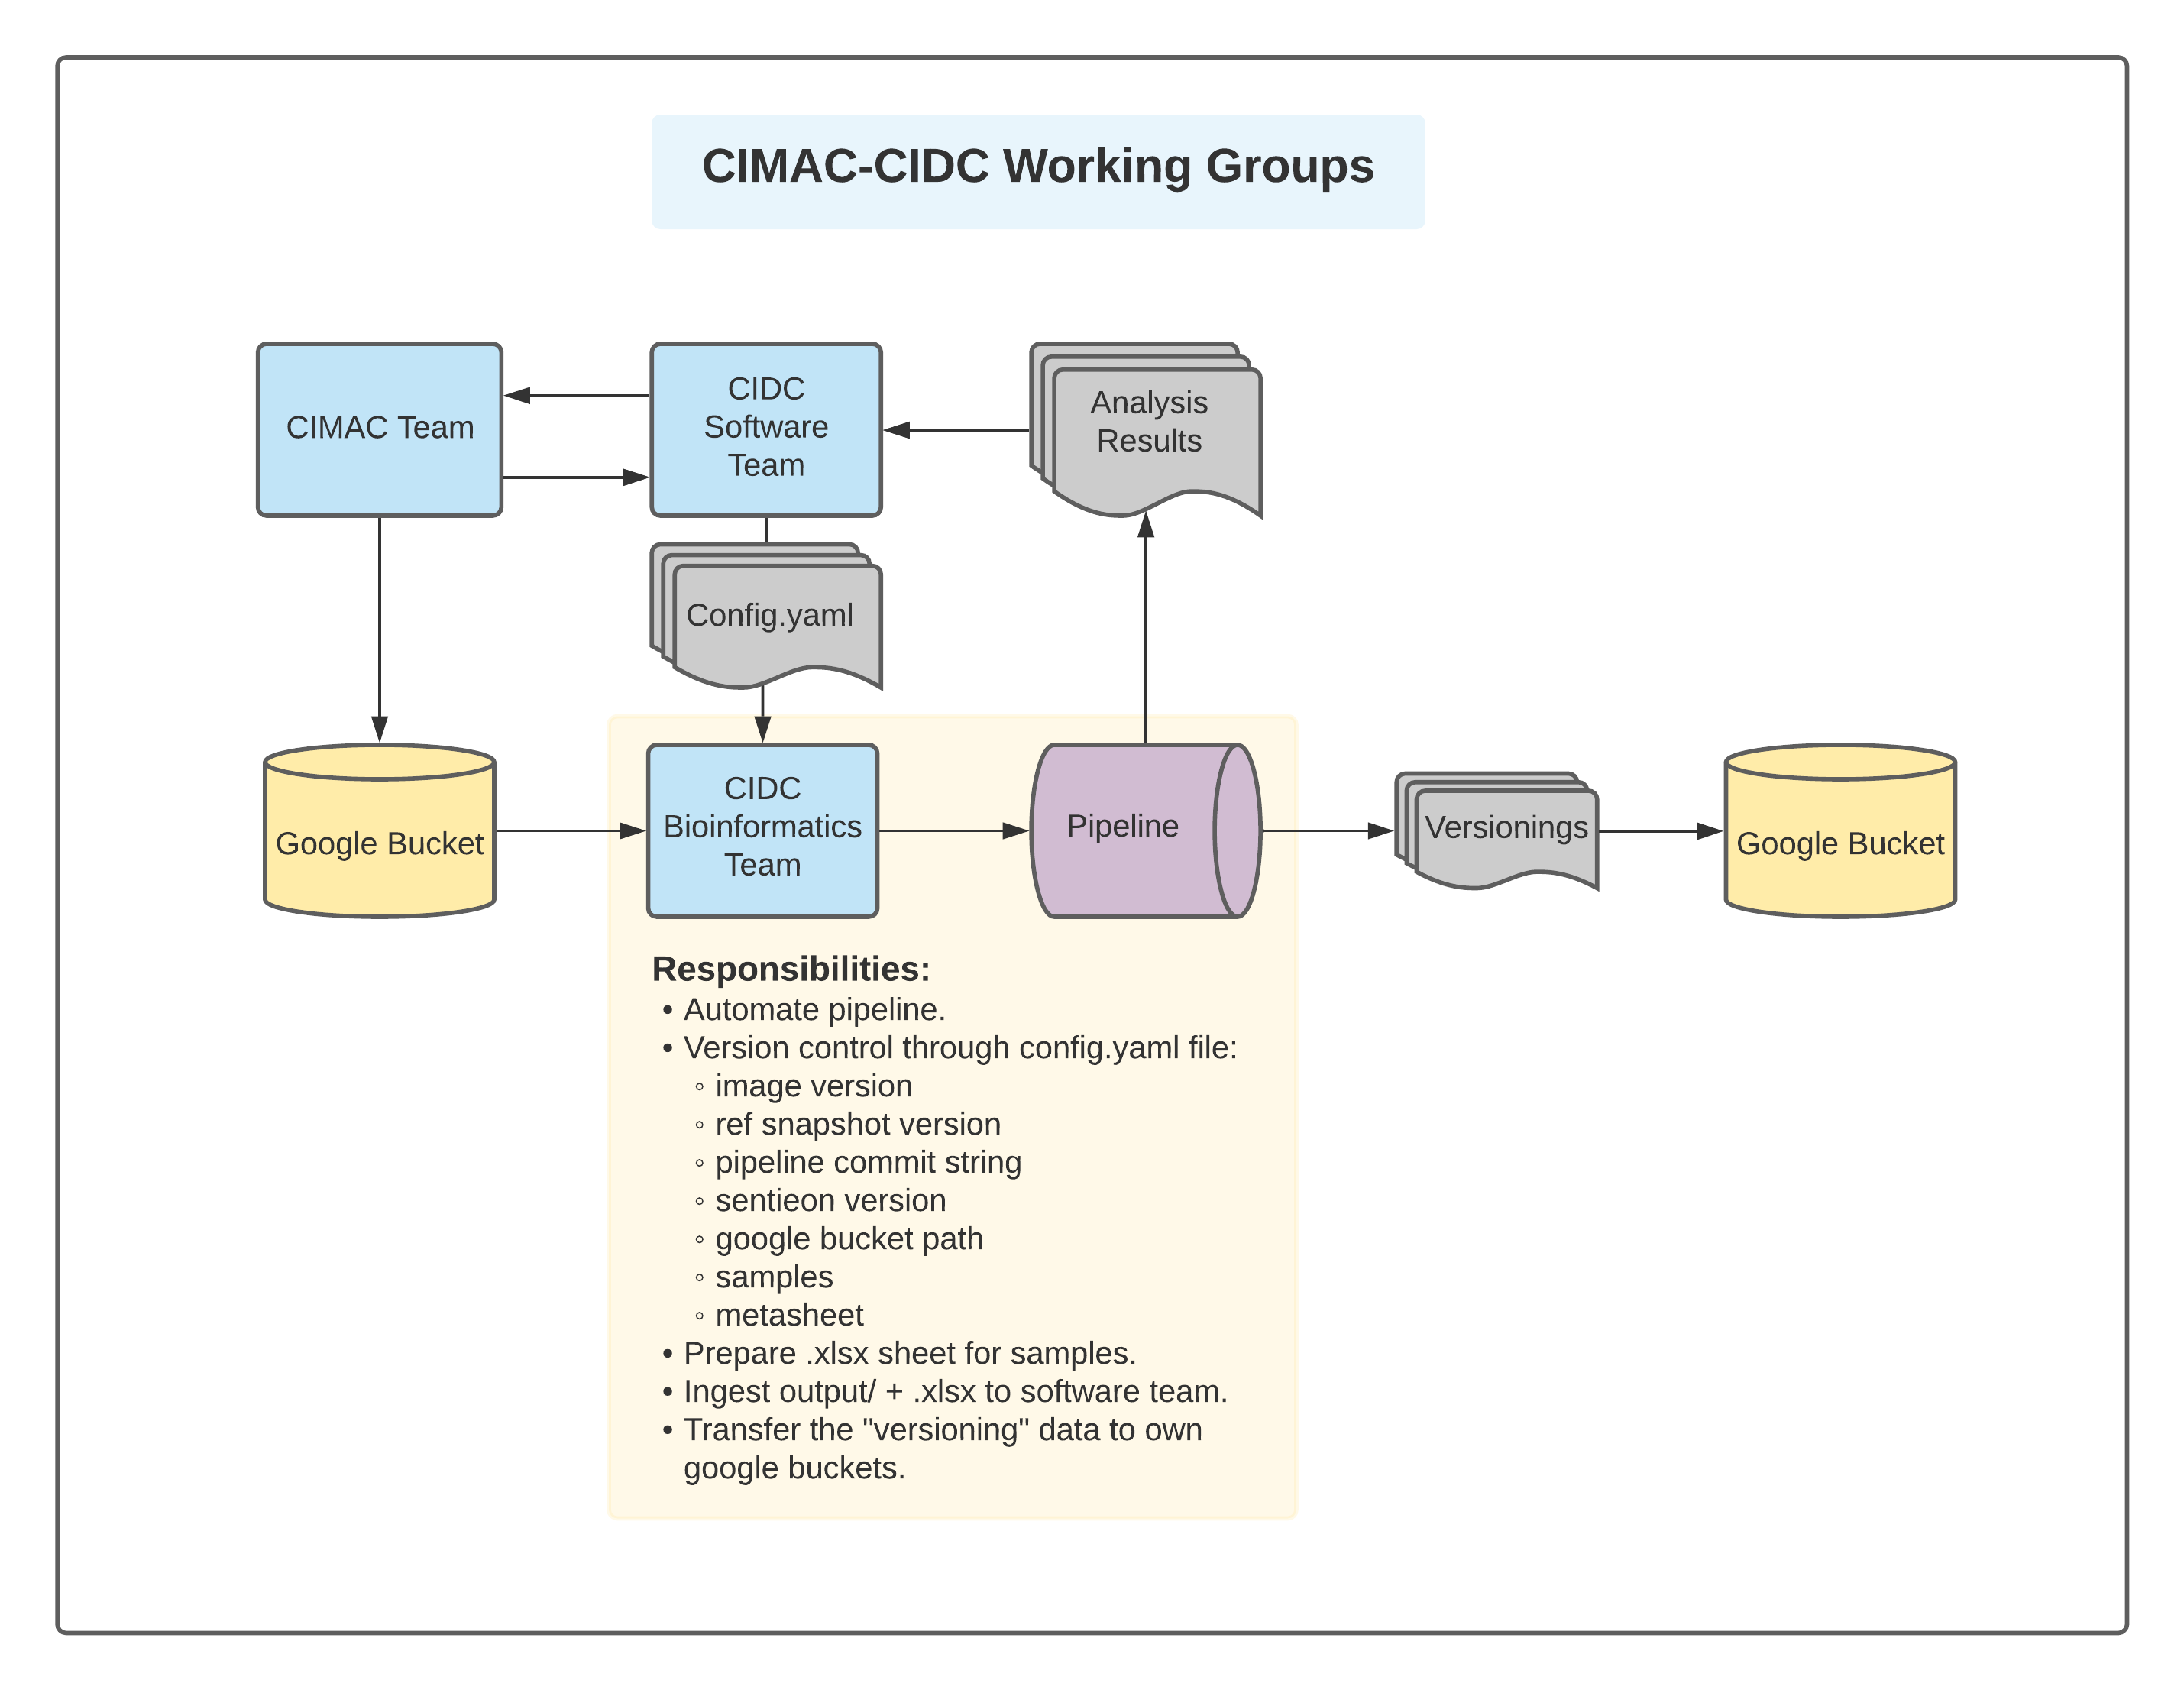 CIMAC-CIDC Working Groups
CIMAC Team
CIDC
Software
Team
Analysis
Results
Config.yaml
Google Bucket
CIDC
Bioinformatics
Team
Pipeline
Versionings
Google Bucket
Responsibilities:
• Automate pipeline.
• Version control through config.yaml file:
◦ image version
◦ ref snapshot version
◦ pipeline commit string
◦ sentieon version
◦ google bucket path
◦ samples
◦ metasheet
• Prepare .xlsx sheet for samples.
• Ingest output/ + .xlsx to software team.
• Transfer the "versioning" data to own
google buckets.